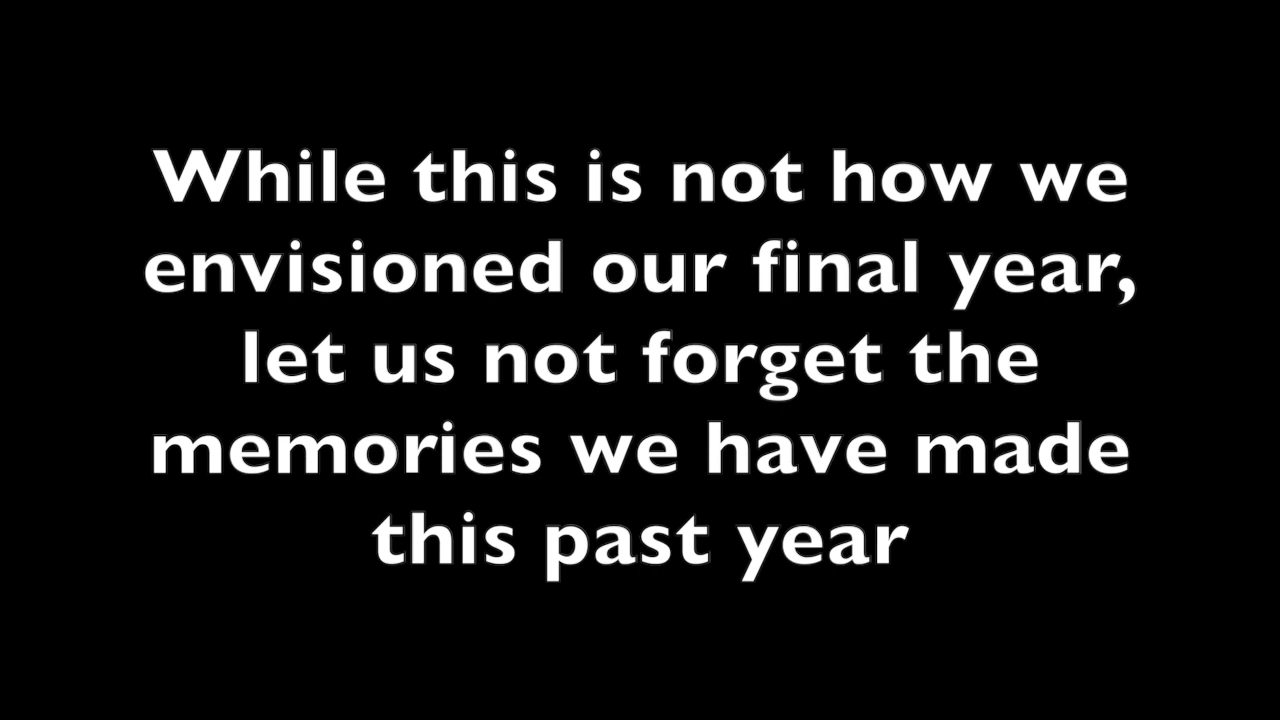 While this is not how we
envisioned our final year,
let us not forget the
memories we have made
this past year